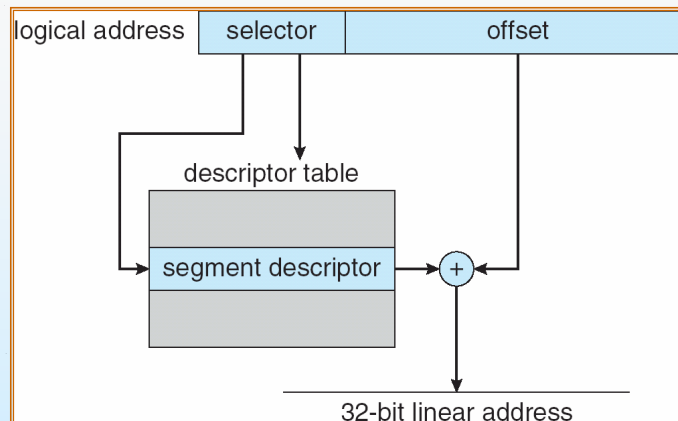 logical address selector offset
descriptor table
segment descriptor +
32-bit linear address